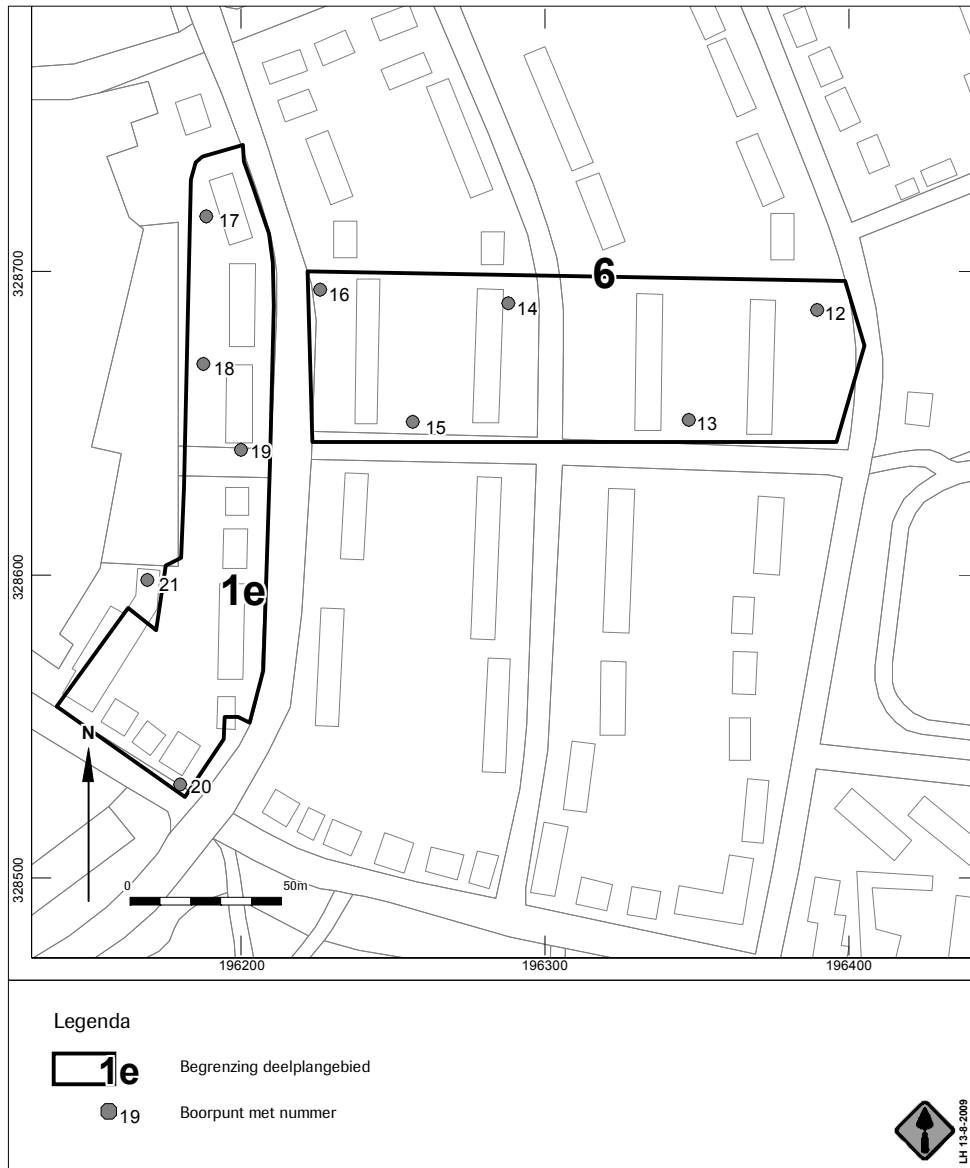 17
328700
6
16
14
12
18
15
13
19
328600
21
1e
N
20
328500
0 50m
196200 196300 196400
Legenda
1e Begrenzing deelplangebied
19 Boorpunt met nummer
LH 13-8-2009